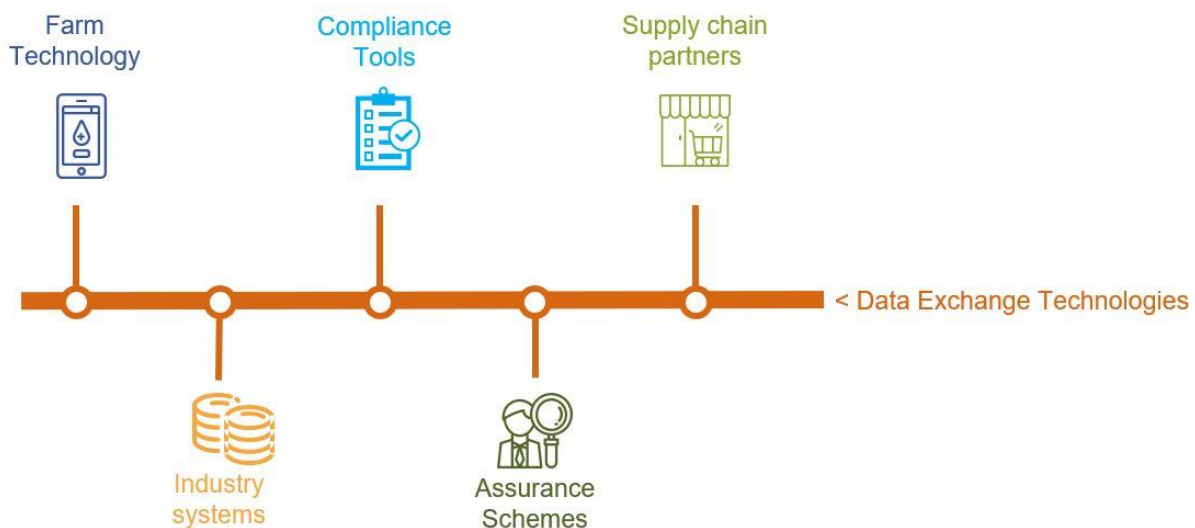 Farm
Technology
Compliance
Tools
Supply chain
partners
< Data Exchange Technologies
Industry
systems
Assurance
Schemes